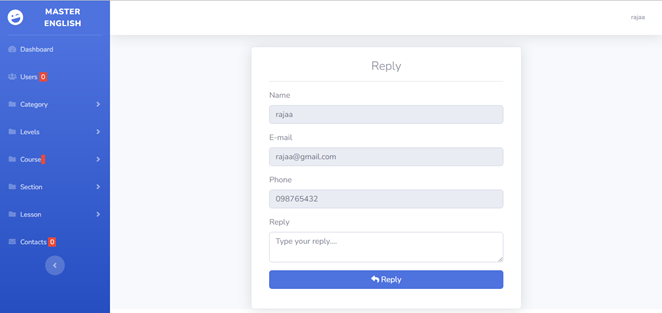 MASTER
ENGLISH
Dashboard
Users 0
Category
Levels
Course
Section
Lesson
Contacts 0
rajaa
Reply
Name
rajaa
E-mail
rajaa@gmail.com
Phone
098765432
Reply
Type your reply....
Reply